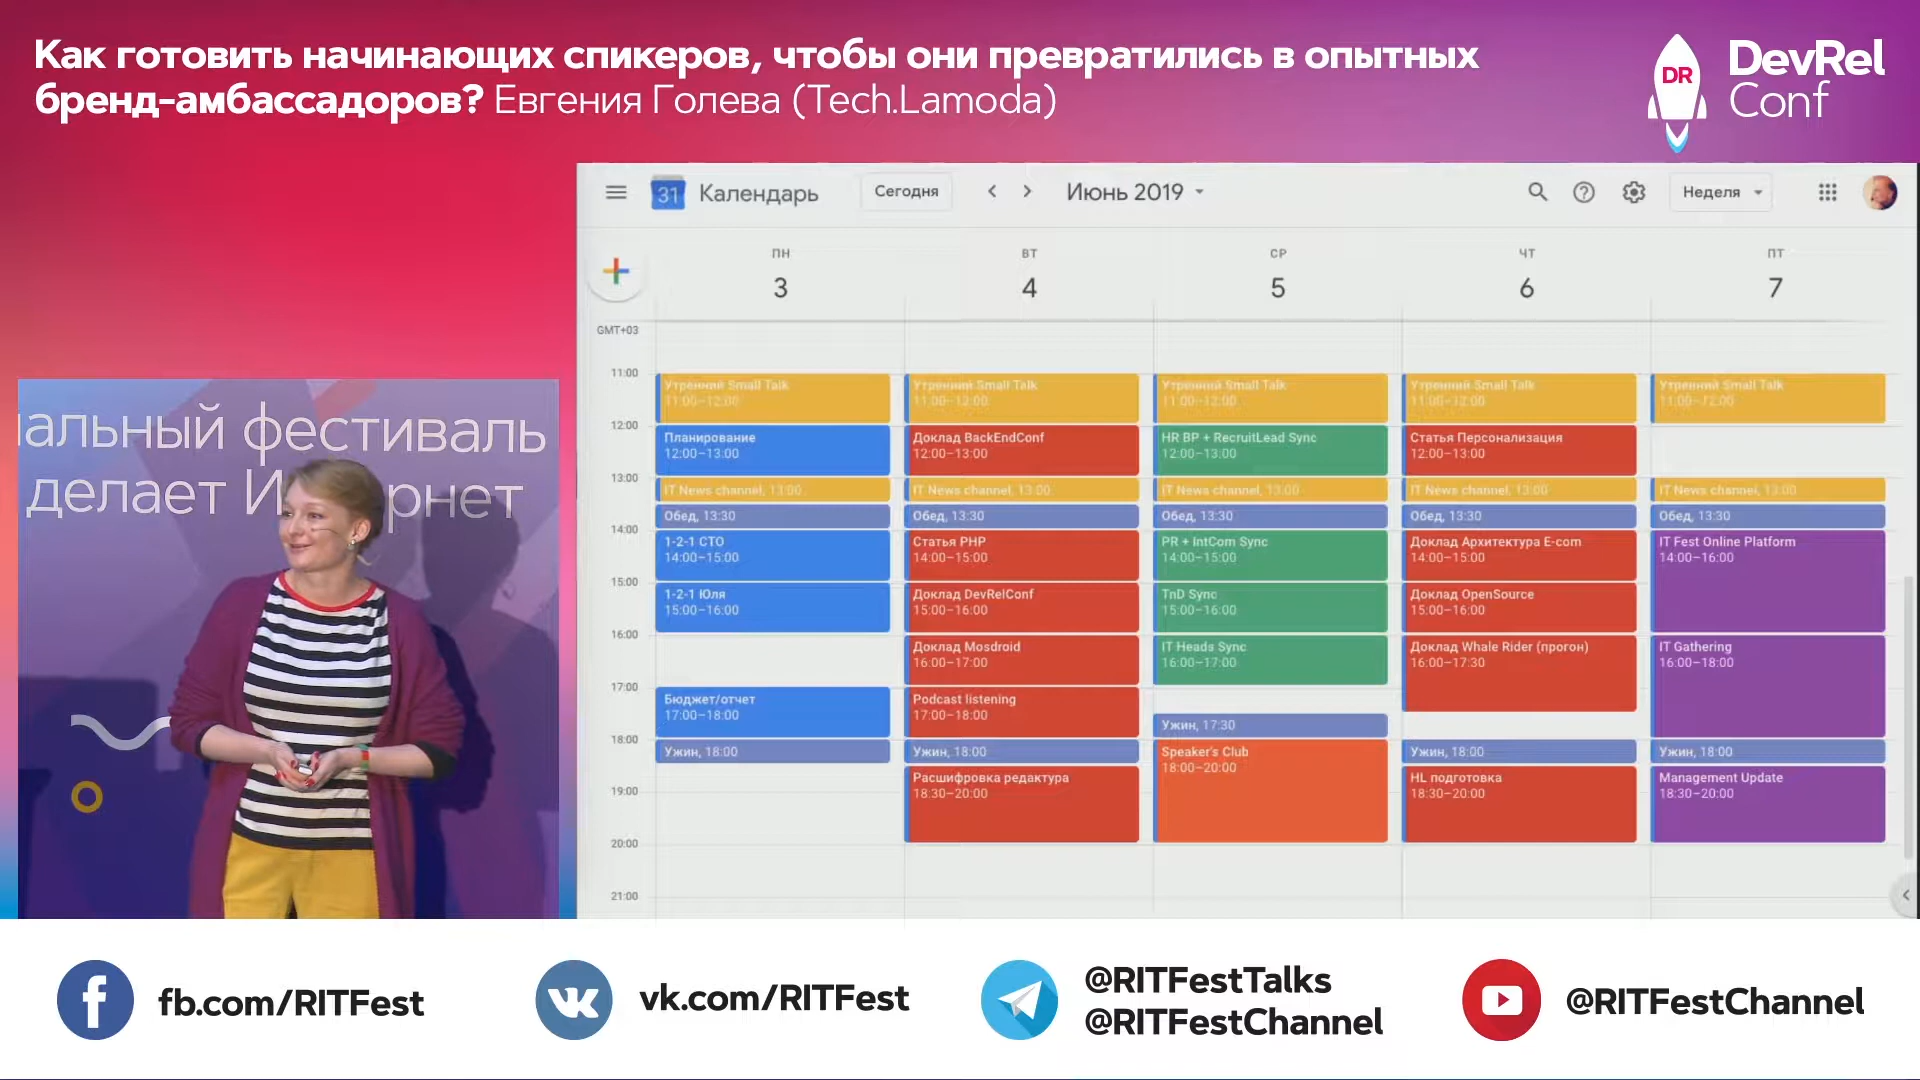 Как готовить начинающих спикеров, чтобы они превратились в опытных
бренд-амбассадоров? Евгения Голева (Tech.Lamoda)
DR
DevRel
Conf
31
Календарь
Сегодня
Июнь 2019
Неделя
ПН
3
ВТ
4
СР
5
ЧТ
6
ПТ
7
GMT+03
11:00
12:00
13:00
14:00
15:00
16:00
17:00
18:00
19:00
20:00
21:00
Утренний Small Talk
11:00–12:00
Планирование
12:00–13:00
IT News channel, 13:00
Обед, 13:30
1-2-1 СТО
14:00–15:00
1-2-1 Юля
15:00–16:00
Бюджет/отчет
17:00–18:00
Ужин, 18:00
Утренний Small Talk
11:00–12:00
Доклад BackEndConf
12:00–13:00
IT News channel, 13:00
Обед, 13:30
Статья PHP
14:00–15:00
Доклад DevRelConf
15:00–16:00
Доклад Mosdroid
16:00–17:00
Podcast listening
17:00–18:00
Ужин, 18:00
Расшифровка редактура
18:30–20:00
Утренний Small Talk
11:00–12:00
HR BP + RecruitLead Sync
12:00–13:00
IT News channel, 13:00
Обед, 13:30
PR + IntCom Sync
14:00–15:00
TnD Sync
15:00–16:00
IT Heads Sync
16:00–17:00
Ужин, 17:30
Speaker's Club
18:00–20:00
Утренний Small Talk
11:00–12:00
Статья Персонализация
12:00–13:00
IT News channel, 13:00
Обед, 13:30
Доклад Архитектура E-com
14:00–15:00
Доклад OpenSource
15:00–16:00
Доклад Whale Rider (прогон)
16:00–17:30
Ужин, 18:00
HL подготовка
18:30–20:00
Утренний Small Talk
11:00–12:00
IT News channel, 13:00
Обед, 13:30
IT Fest Online Platform
14:00–16:00
IT Gathering
16:00–18:00
Ужин, 18:00
Management Update
18:30–20:00
альный фестиваль
делает И рнет
fb.com/RITFest
vk.com/RITFest
@RITFestTalks
@RITFestChannel
@RITFestChannel